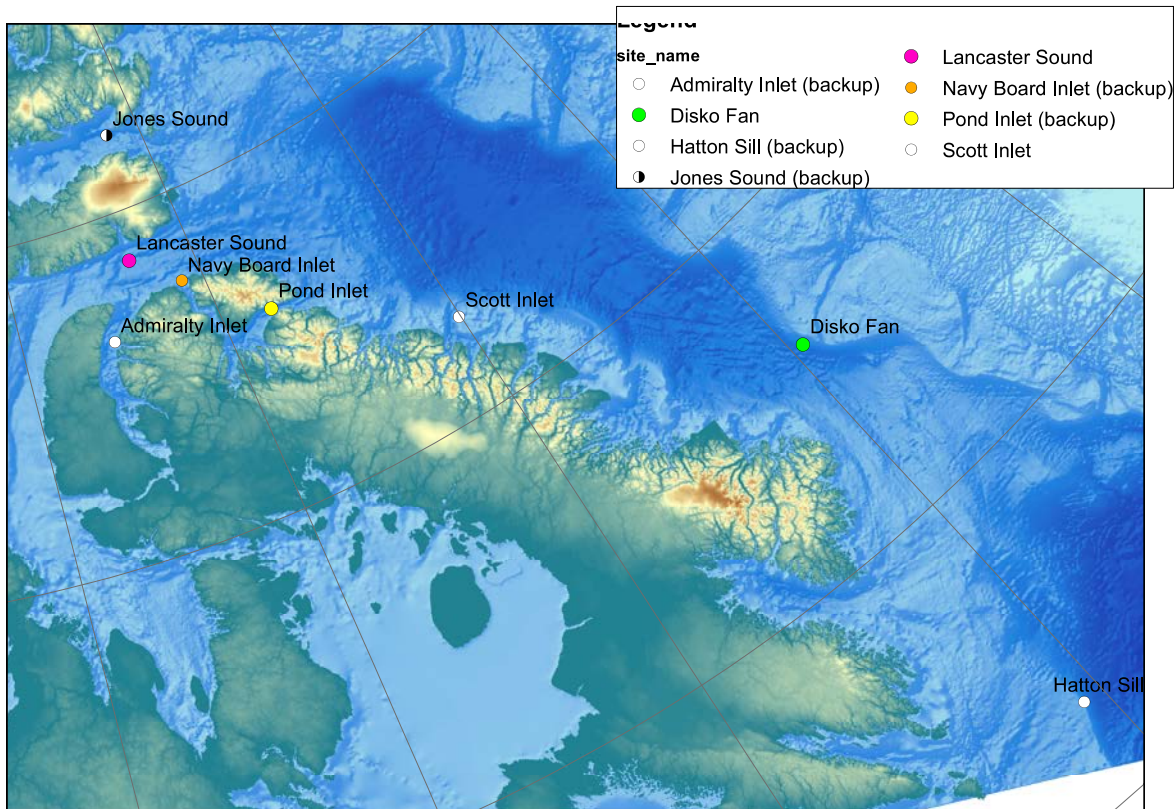 Legend
site_name
Admiralty Inlet (backup)
Disko Fan
Hatton Sill (backup)
Jones Sound (backup)
Lancaster Sound
Navy Board Inlet (backup)
Pond Inlet (backup)
Scott Inlet
Jones Sound
Lancaster Sound
Navy Board Inlet
Pond Inlet
Admiralty Inlet
Scott Inlet
Disko Fan
Hatton Sill